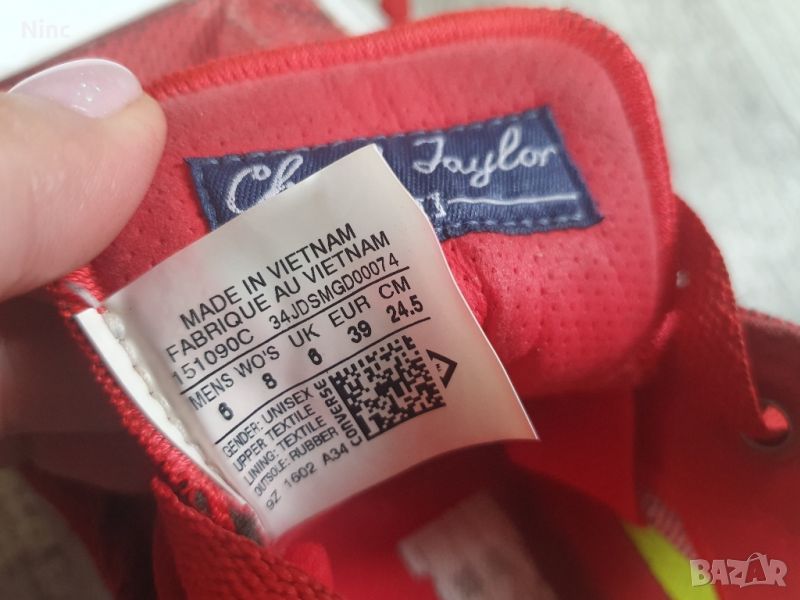 Ninc
Taylor
MADE IN VIETNAM
FABRIQUE AU VIETNAM
151090C 34JDSMGD00074
MENS WO'S UK EUR CM
6 8 6 39 24.5
GENDER: UNISEX
UPPER TEXTILE
LINING: TEXTILE
OUTSOLE: RUBBER
9Z 1602 A34
CONVERSE
BAZAR